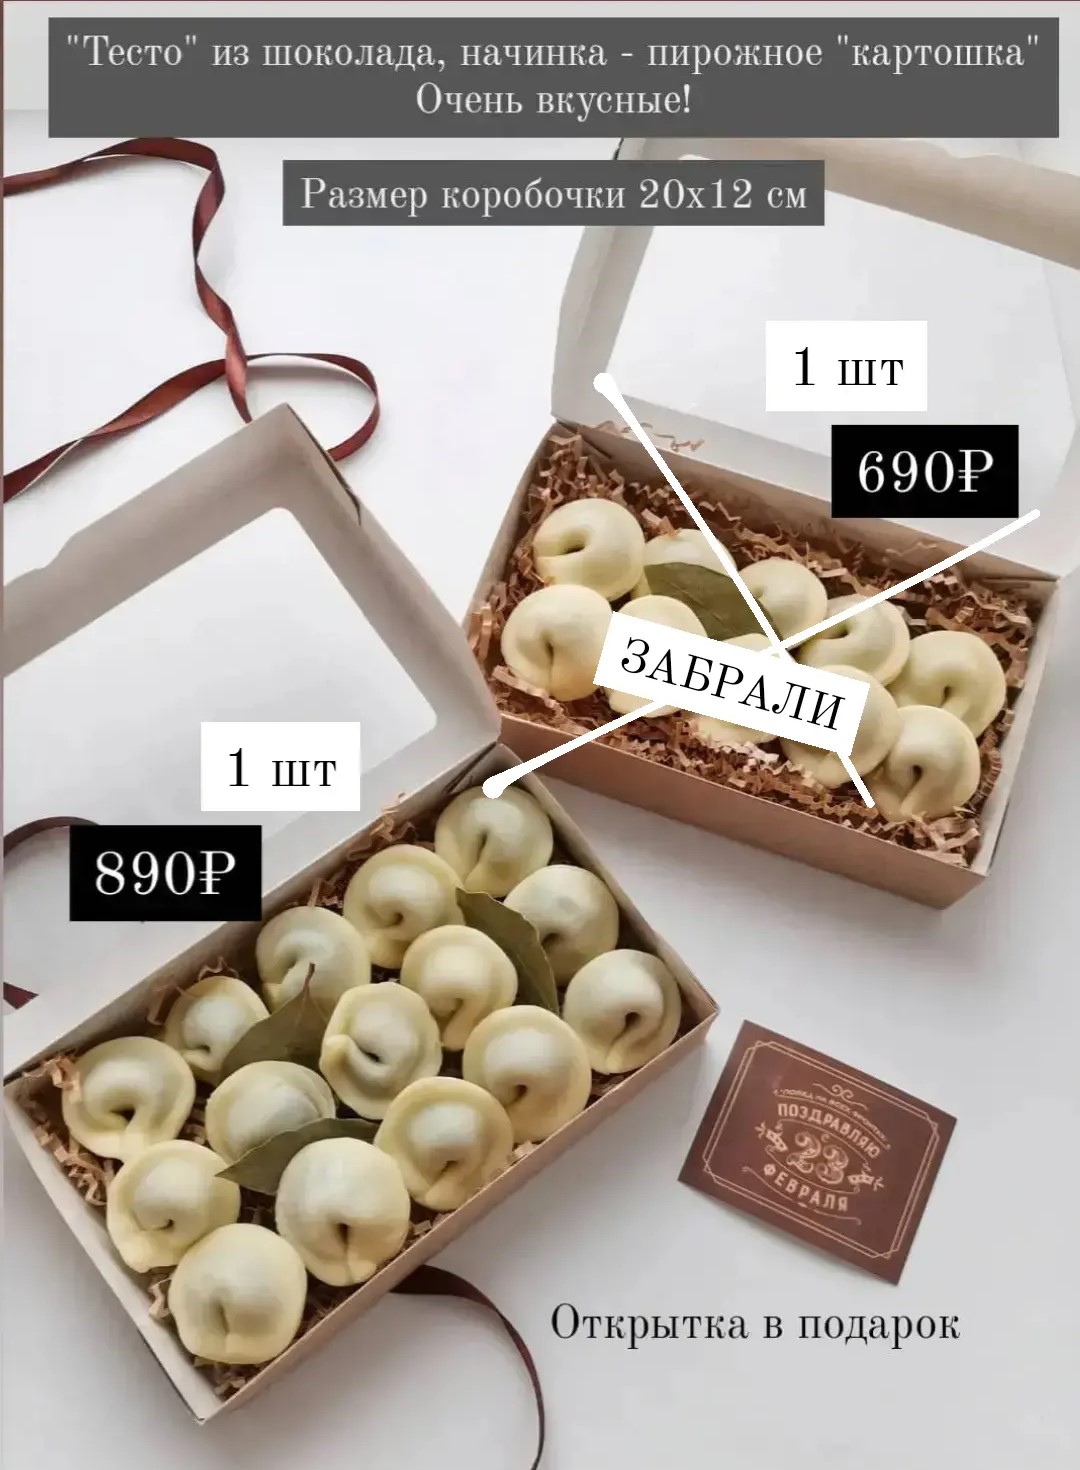 "Тесто" из шоколада, начинка - пирожное "картошка"
Очень вкусные!
Размер коробочки 20х12 см
1 шт
690₽
ЗАБРАЛИ
1 шт
890₽
ПОЗДРАВЛЯЮ
23
ФЕВРАЛЯ
Открытка в подарок